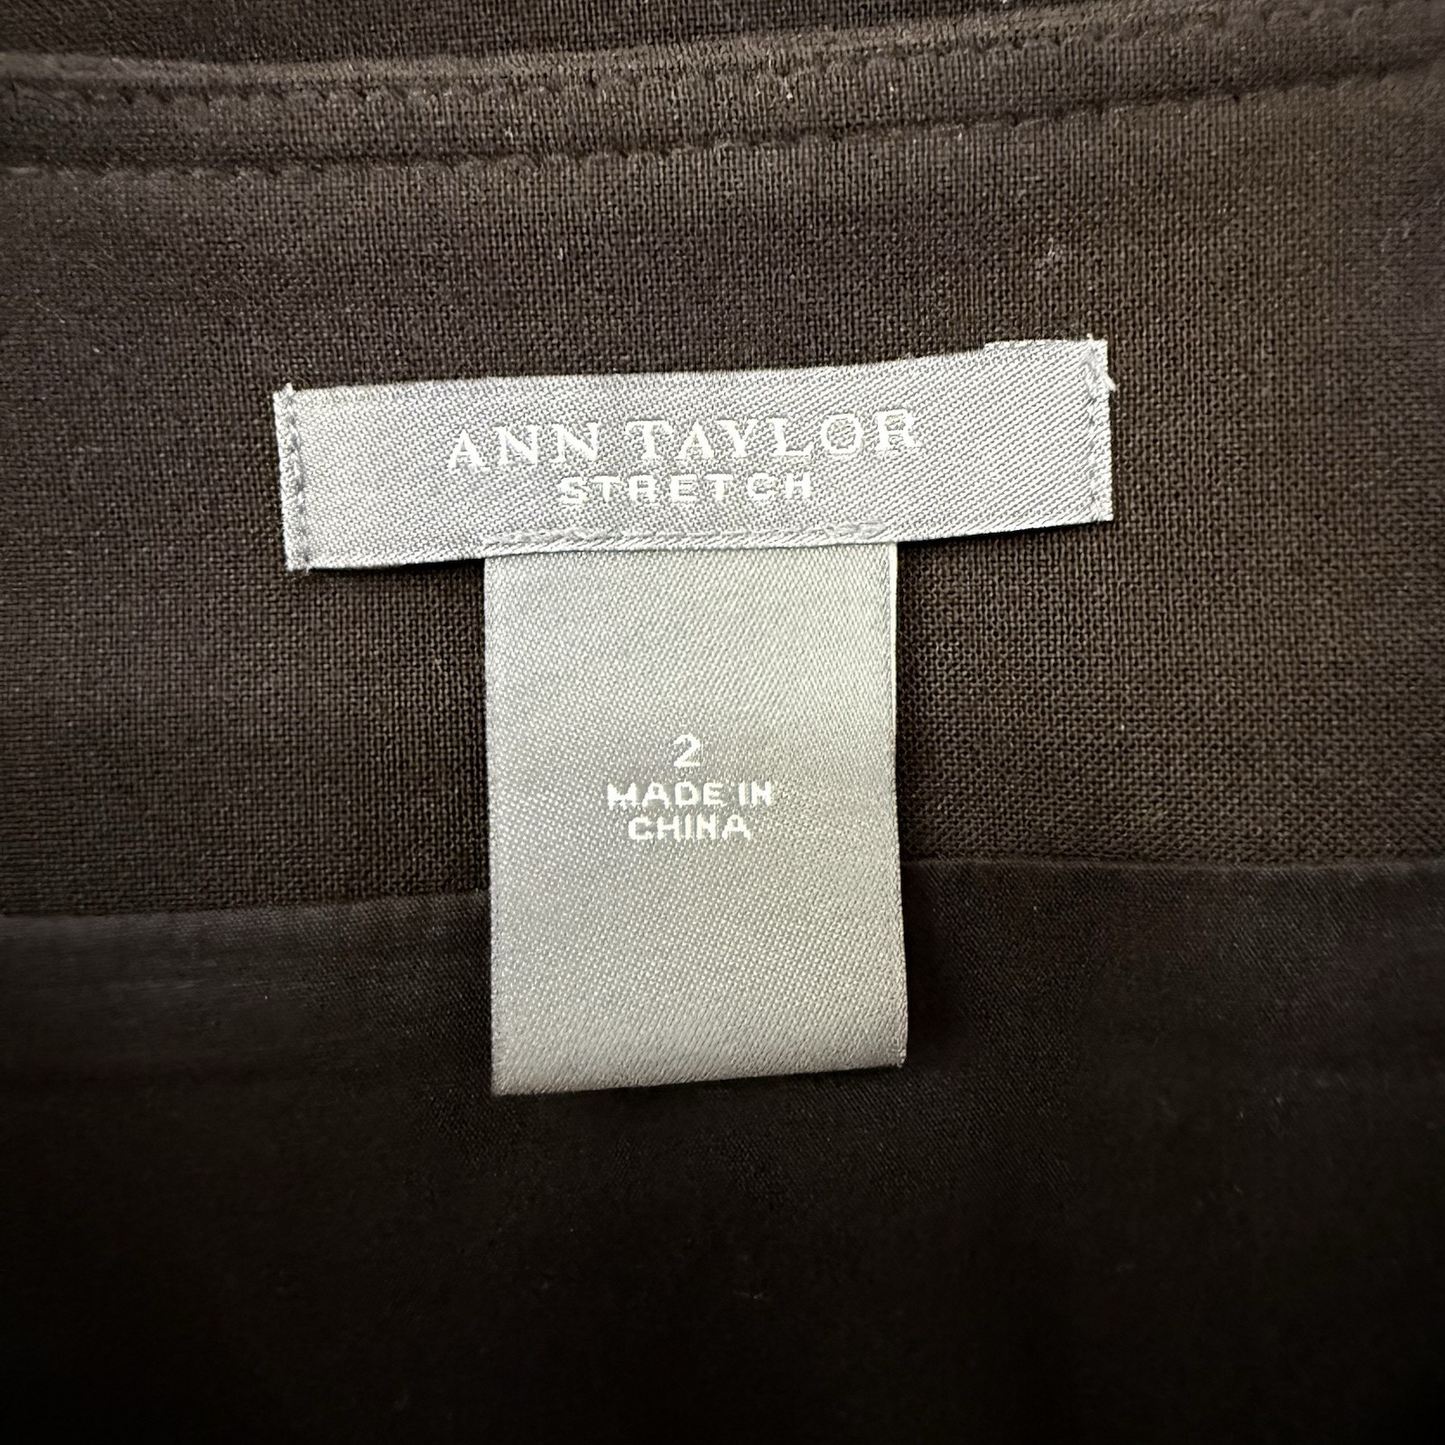 ANN TAYLOR
STRETCH
2
MADE IN
CHINA